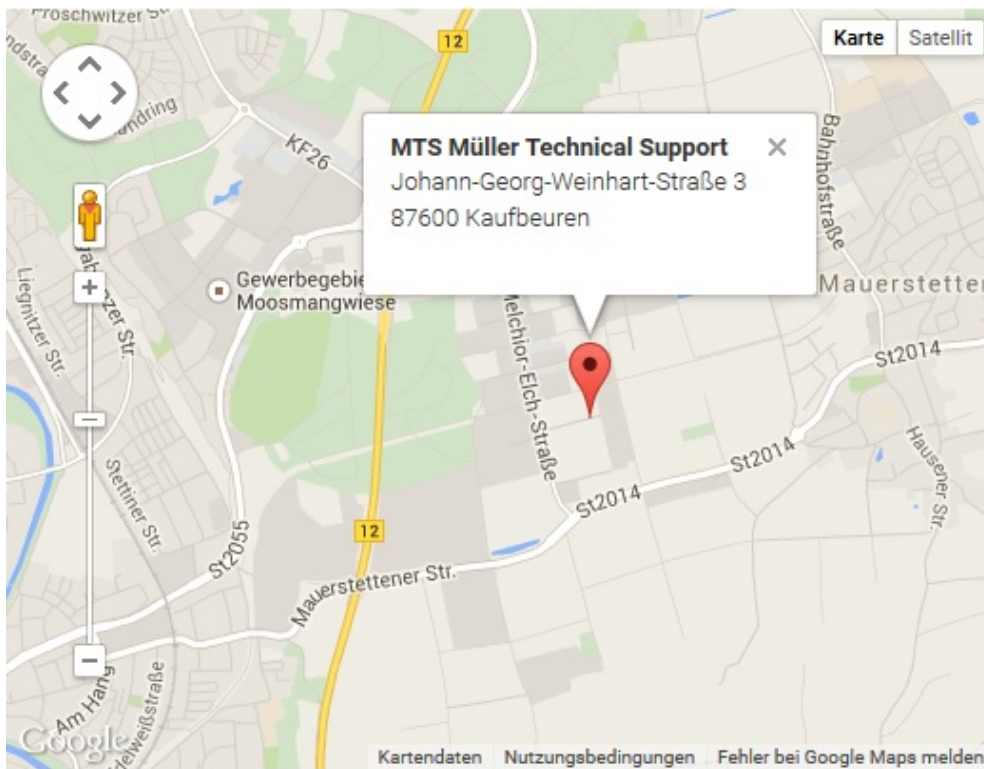 Proschwitzer
12
Karte
Satellit
KF26
MTS Müller Technical Support
Johann-Georg-Weinhart-Straße 3
87600 Kaufbeuren
Bahnhofstraße
Liegnitzer Str.
Gewerbegebie
Moosmangwiese
Melchior-Elch-Straße
Mauerstetten
St2014
Stettiner Str.
St2014
St2014
Hausener Str.
St2055
12
Mauerstettener Str.
Am Hang
Google
Kartendaten
Nutzungsbedingungen
Fehler bei Google Maps melden